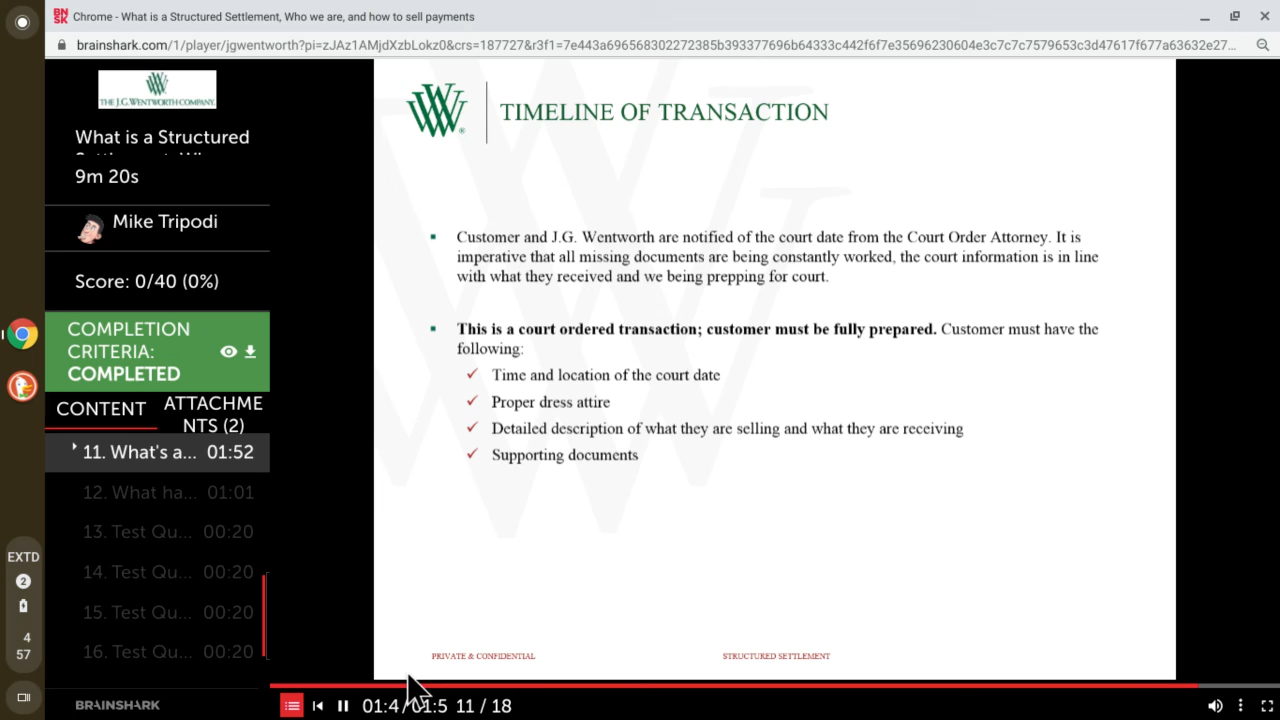 Chrome - What is a Structured Settlement, Who we are, and how to sell payments
brainshark.com/1/player/jgwentworth?pi=zJAz1AMjdXzbLokz0&crs=187727&r3f1=7e443a696568302272385b393377696b64333c442f6f7e35696230604e3c7c7c7579653c3d47617f677a63632e27...
THE J.G. WENTWORTH COMPANY
What is a Structured
9m 20s
Mike Tripodi
Score: 0/40 (0%)
COMPLETION
CRITERIA:
COMPLETED
CONTENT
ATTACHME
NTS (2)
11. What's a... 01:52
12. What ha... 01:01
13. Test Qu... 00:20
14. Test Qu... 00:20
15. Test Qu... 00:20
16. Test Qu... 00:20
BRAINSHARK
EXTD
2
4
57
TIMELINE OF TRANSACTION
Customer and J.G. Wentworth are notified of the court date from the Court Order Attorney. It is
imperative that all missing documents are being constantly worked, the court information is in line
with what they received and we being prepping for court.
This is a court ordered transaction; customer must be fully prepared. Customer must have the
following:
Time and location of the court date
Proper dress attire
Detailed description of what they are selling and what they are receiving
Supporting documents
PRIVATE & CONFIDENTIAL
STRUCTURED SETTLEMENT
01:4 / 01:5 11 / 18